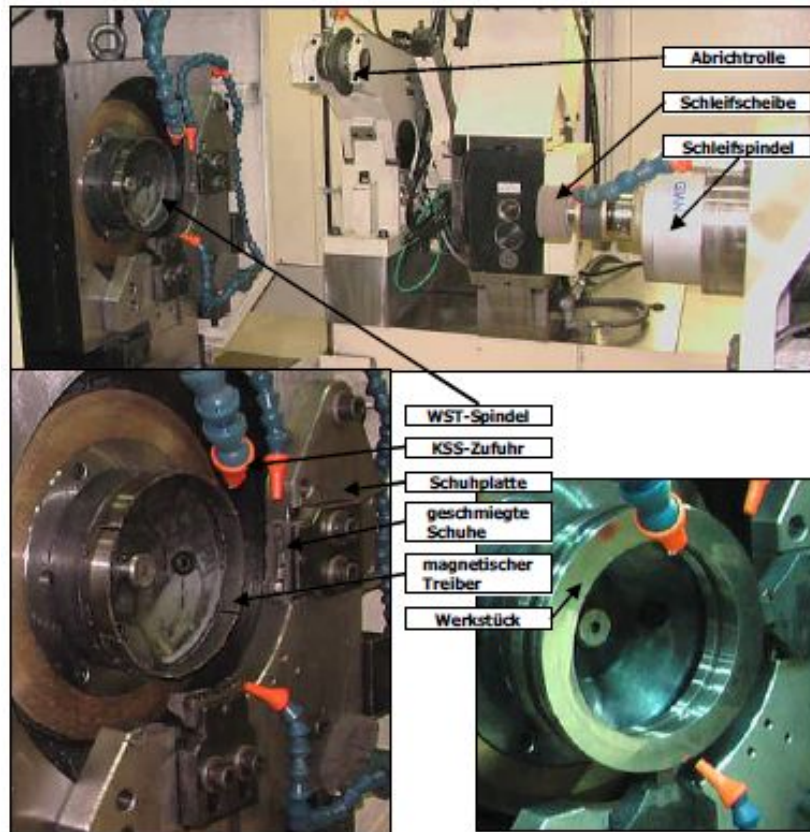 Abrichtrolle
Schleifscheibe
Schleifspindel
WST-Spindel
KSS-Zufuhr
Schuhplatte
geschmiegte
Schuhe
magnetischer
Treiber
Werkstück